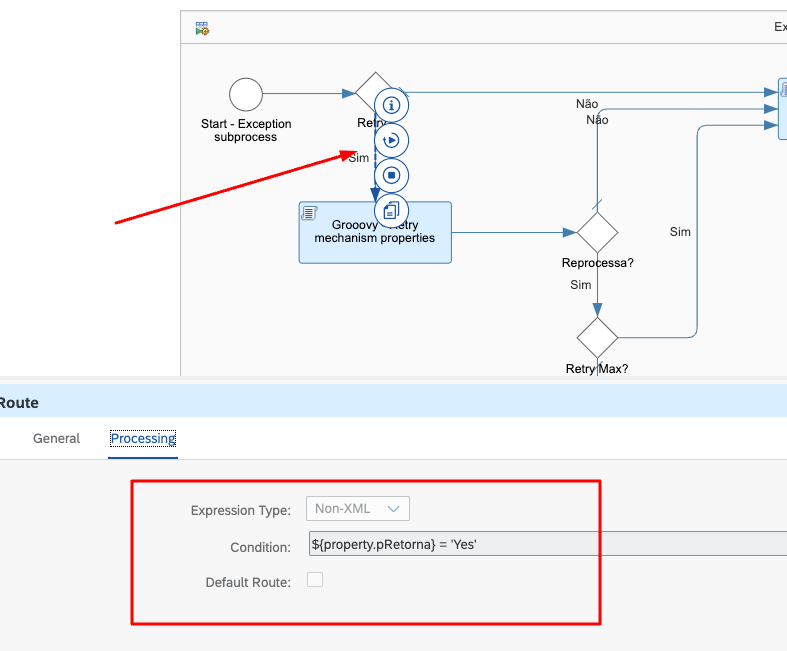 Ex
Start - Exception
subprocess
Retry
Não
Não
Sim
Grooovy - Retry
mechanism properties
Sim
Reprocessa?
Sim
Retry Max?
Route
General
Processing
Expression Type:
Non-XML
Condition:
${property.pRetorna} = 'Yes'
Default Route: